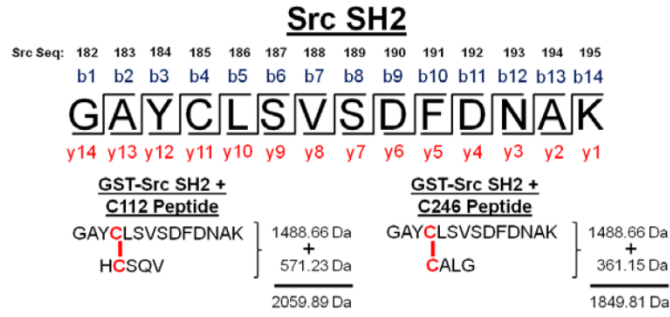 Src SH2
Src Seq: 182 183 184 185 186 187 188 189 190 191 192 193 194 195
b1 b2 b3 b4 b5 b6 b7 b8 b9 b10 b11 b12 b13 b14
G A Y C L S V S D F D N A K
y14 y13 y12 y11 y10 y9 y8 y7 y6 y5 y4 y3 y2 y1
GST-Src SH2 +
C112 Peptide
GAYCLSVSDFDNAK 1488.66 Da
+
HCSQV 571.23 Da
2059.89 Da
GST-Src SH2 +
C246 Peptide
GAYCLSVSDFDNAK 1488.66 Da
+
CALG 361.15 Da
1849.81 Da